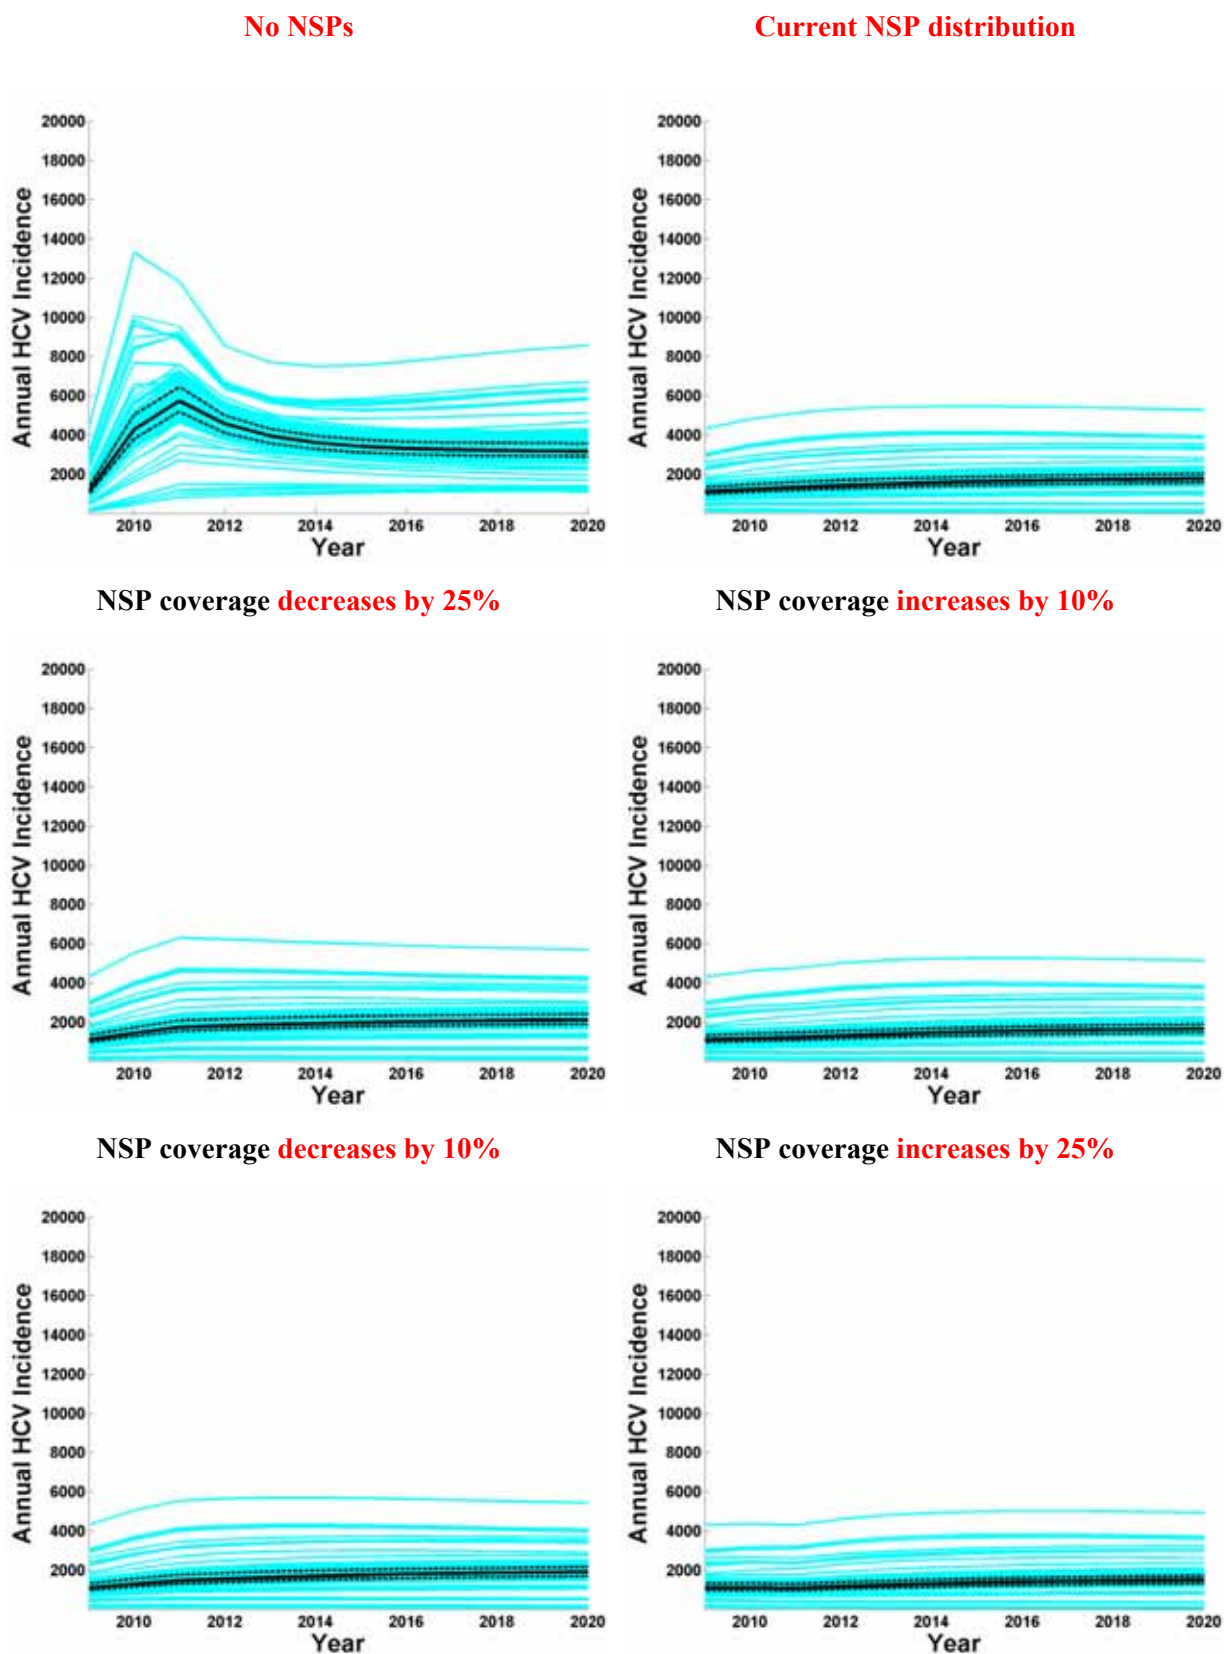 No NSPs
Current NSP distribution
20000
18000
16000
14000
12000
10000
8000
6000
4000
2000
Annual HCV Incidence
2010 2012 2014 2016 2018 2020
Year
20000
18000
16000
14000
12000
10000
8000
6000
4000
2000
Annual HCV Incidence
2010 2012 2014 2016 2018 2020
Year
NSP coverage decreases by 25%
NSP coverage increases by 10%
20000
18000
16000
14000
12000
10000
8000
6000
4000
2000
Annual HCV Incidence
2010 2012 2014 2016 2018 2020
Year
20000
18000
16000
14000
12000
10000
8000
6000
4000
2000
Annual HCV Incidence
2010 2012 2014 2016 2018 2020
Year
NSP coverage decreases by 10%
NSP coverage increases by 25%
20000
18000
16000
14000
12000
10000
8000
6000
4000
2000
Annual HCV Incidence
2010 2012 2014 2016 2018 2020
Year
20000
18000
16000
14000
12000
10000
8000
6000
4000
2000
Annual HCV Incidence
2010 2012 2014 2016 2018 2020
Year